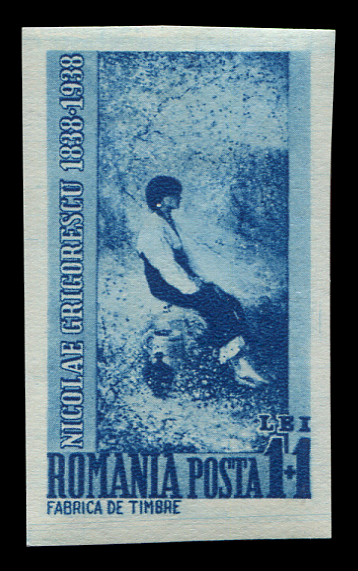 NICOLAE GRIGORESCU 1838·1938
LEI
ROMANIA POSTA 1+1
FABRICA DE TIMBRE